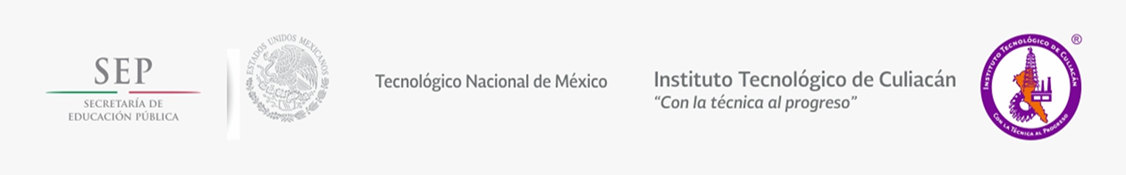 SEP
SECRETARÍA DE
EDUCACIÓN PÚBLICA
ESTADOS UNIDOS MEXICANOS
Tecnológico Nacional de México
Instituto Tecnológico de Culiacán
“Con la técnica al progreso”
INSTITUTO TECNOLÓGICO DE CULIACÁN
CON LA TÉCNICA AL PROGRESO
®